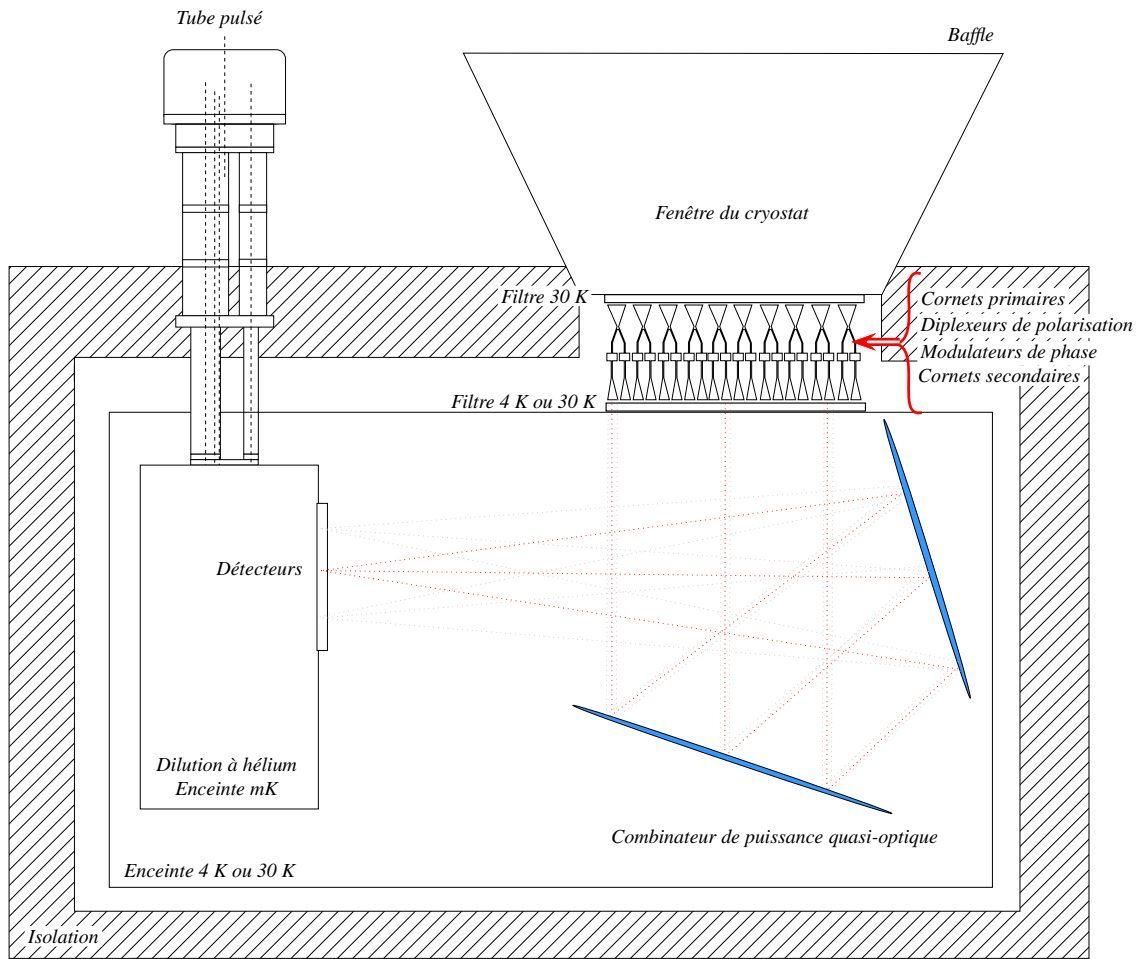 Tube pulsé
Baffle
Fenêtre du cryostat
Filtre 30 K
Cornets primaires
Diplexeurs de polarisation
Modulateurs de phase
Cornets secondaires
Filtre 4 K ou 30 K
Détecteurs
Dilution à hélium
Enceinte mK
Combinateur de puissance quasi-optique
Enceinte 4 K ou 30 K
Isolation